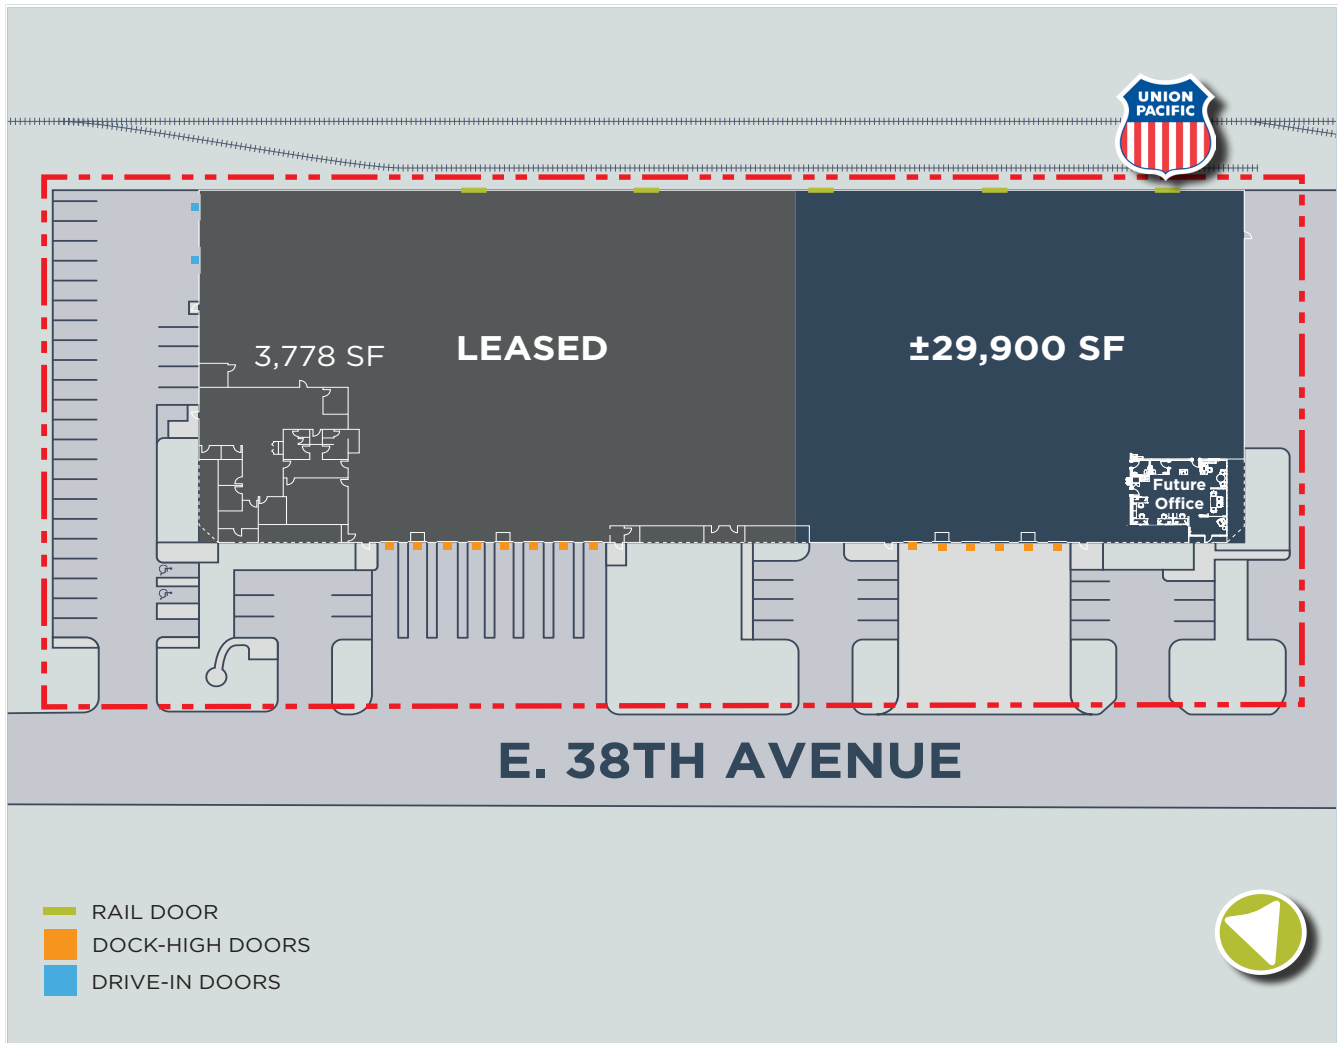 UNION
PACIFIC
3,778 SF
LEASED
±29,900 SF
Future
Office
E. 38TH AVENUE
RAIL DOOR
DOCK-HIGH DOORS
DRIVE-IN DOORS